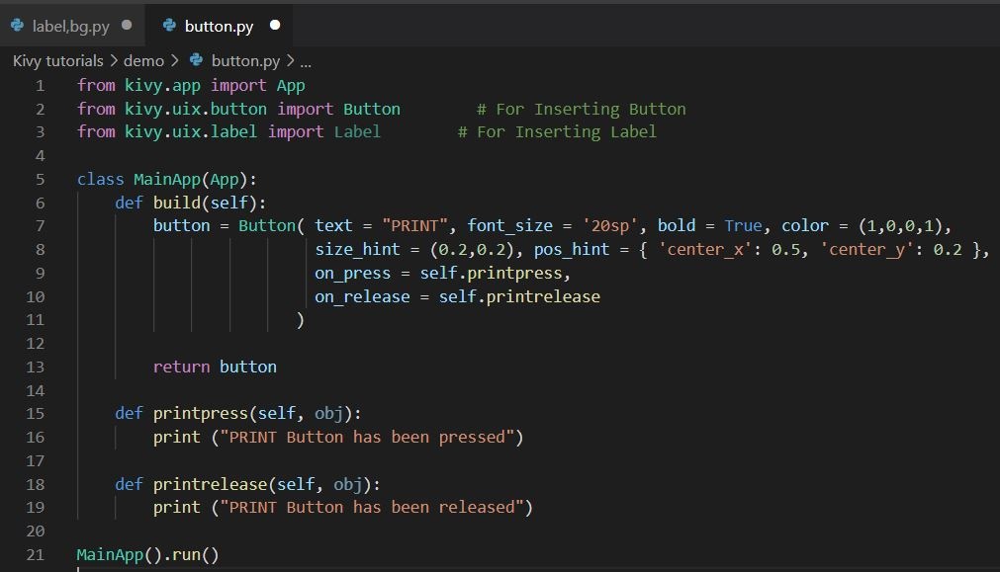 label,bg.py ● button.py ●
Kivy tutorials > demo > button.py > ...
1 from kivy.app import App
2 from kivy.uix.button import Button        # For Inserting Button
3 from kivy.uix.label import Label        # For Inserting Label
4
5 class MainApp(App):
6     def build(self):
7         button = Button( text = "PRINT", font_size = '20sp', bold = True, color = (1,0,0,1),
8                          size_hint = (0.2,0.2), pos_hint = { 'center_x': 0.5, 'center_y': 0.2 },
9                          on_press = self.printpress,
10                          on_release = self.printrelease
11                        )
12
13         return button
14
15     def printpress(self, obj):
16         print ("PRINT Button has been pressed")
17
18     def printrelease(self, obj):
19         print ("PRINT Button has been released")
20
21 MainApp().run()